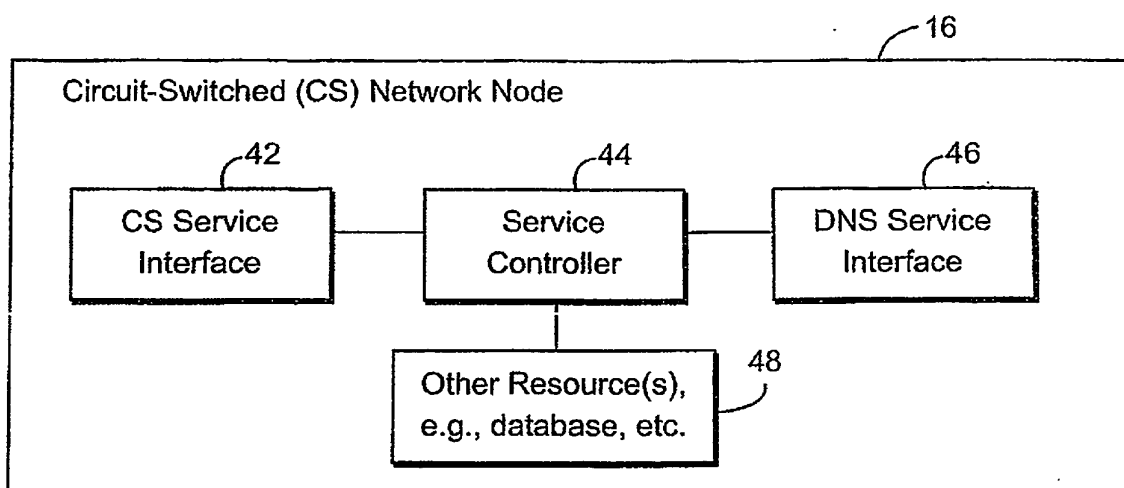 16
Circuit-Switched (CS) Network Node
42
44
46
CS Service
Interface
Service
Controller
DNS Service
Interface
48
Other Resource(s),
e.g., database, etc.